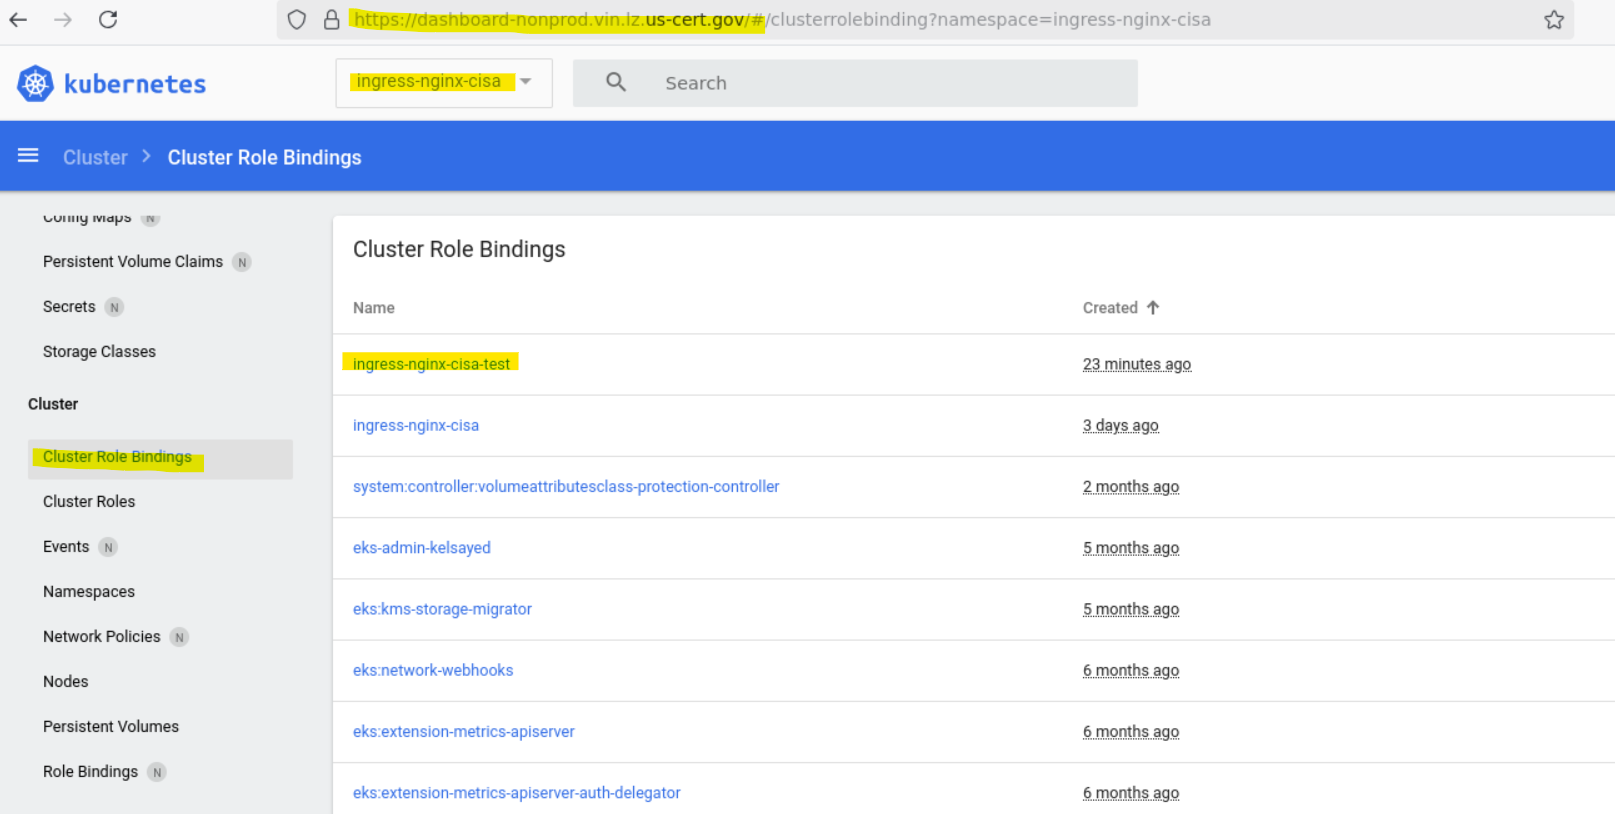 https://dashboard-nonprod.vin.lz.us-cert.gov/#/clusterrolebinding?namespace=ingress-nginx-cisa
kubernetes
ingress-nginx-cisa
Search
Cluster > Cluster Role Bindings
Config Maps N
Persistent Volume Claims N
Secrets N
Storage Classes
Cluster
Cluster Role Bindings
Cluster Roles
Events N
Namespaces
Network Policies N
Nodes
Persistent Volumes
Role Bindings N
Cluster Role Bindings
Name Created
ingress-nginx-cisa-test 23 minutes ago
ingress-nginx-cisa 3 days ago
system:controller:volumeattributesclass-protection-controller 2 months ago
eks-admin-kelsayed 5 months ago
eks:kms-storage-migrator 5 months ago
eks:network-webhooks 6 months ago
eks:extension-metrics-apiserver 6 months ago
eks:extension-metrics-apiserver-auth-delegator 6 months ago